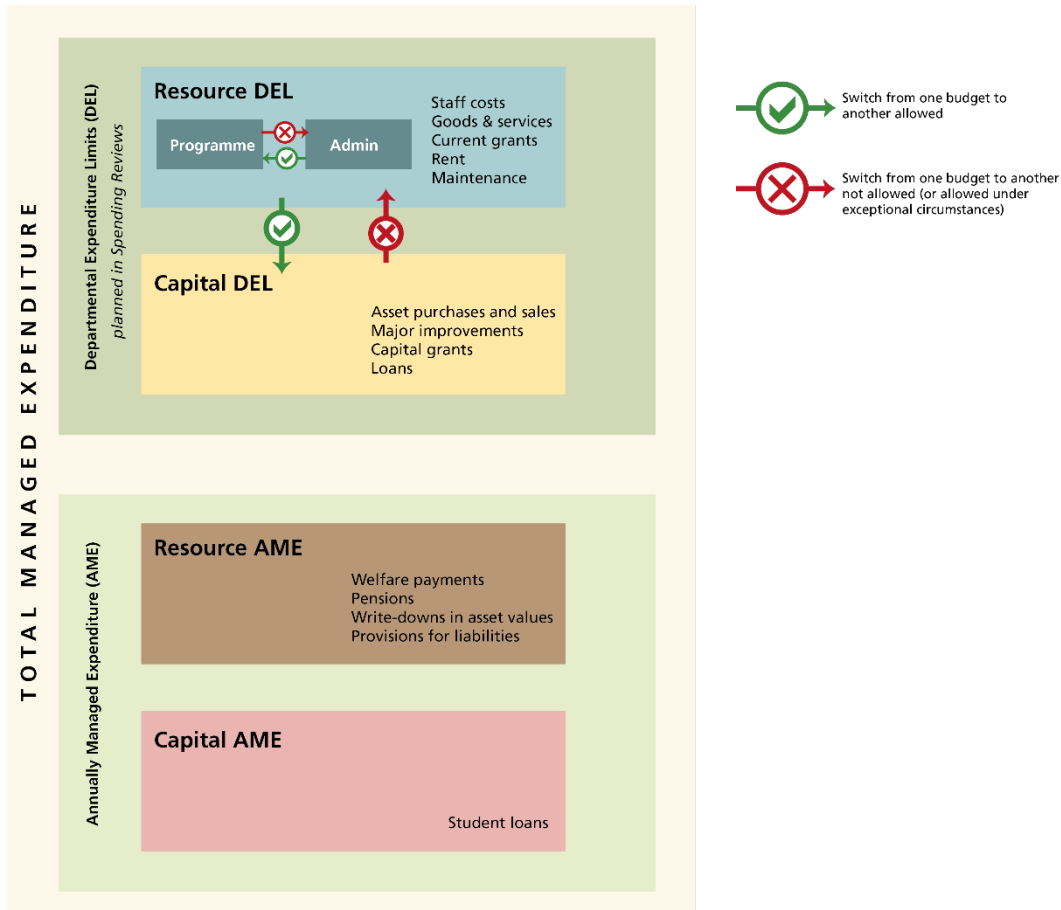 TOTAL MANAGED EXPENDITURE
Departmental Expenditure Limits (DEL)
planned in Spending Reviews
Resource DEL
Programme
Admin
Staff costs
Goods & services
Current grants
Rent
Maintenance
Capital DEL
Asset purchases and sales
Major improvements
Capital grants
Loans
Annually Managed Expenditure (AME)
Resource AME
Welfare payments
Pensions
Write-downs in asset values
Provisions for liabilities
Capital AME
Student loans
Switch from one budget to
another allowed
Switch from one budget to another
not allowed (or allowed under
exceptional circumstances)